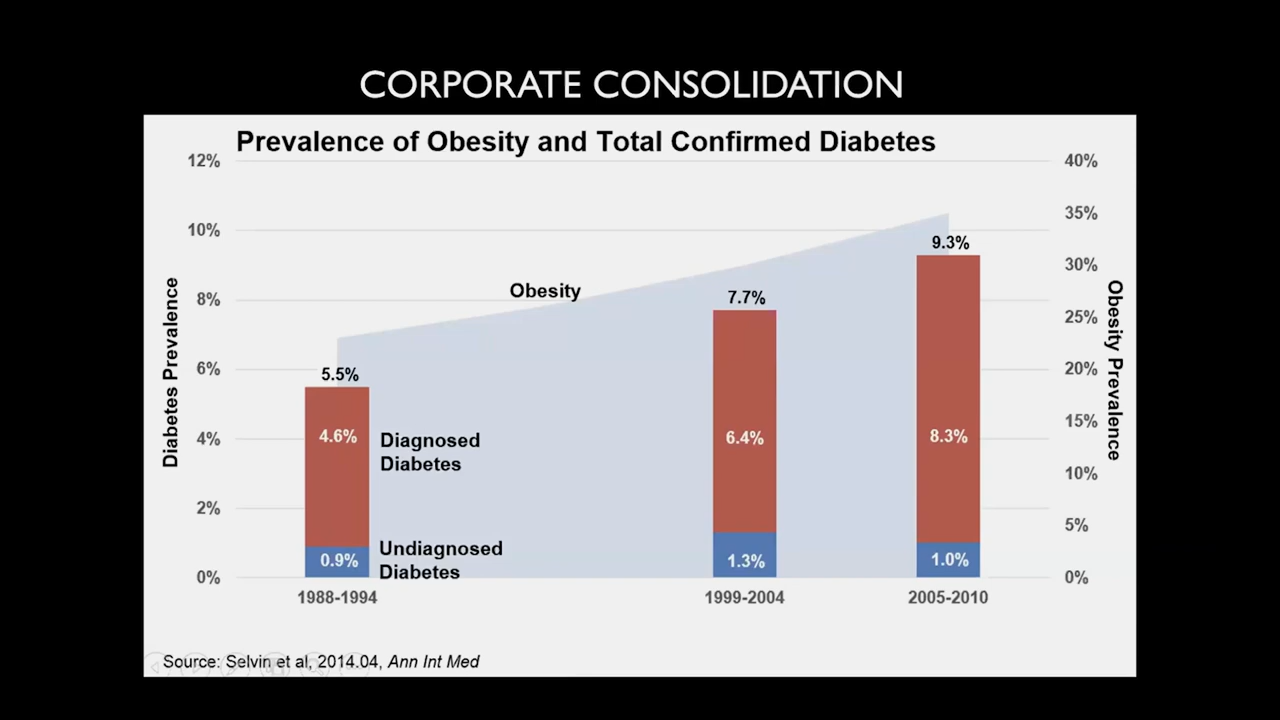 CORPORATE CONSOLIDATION
Prevalence of Obesity and Total Confirmed Diabetes
12%
10%
8%
6%
4%
2%
0%
Diabetes Prevalence
40%
35%
30%
25%
20%
15%
10%
5%
0%
Obesity Prevalence
Obesity
5.5%
4.6%
0.9%
Diagnosed
Diabetes
Undiagnosed
Diabetes
7.7%
6.4%
1.3%
9.3%
8.3%
1.0%
1988-1994
1999-2004
2005-2010
Source: Selvin et al, 2014.04, Ann Int Med